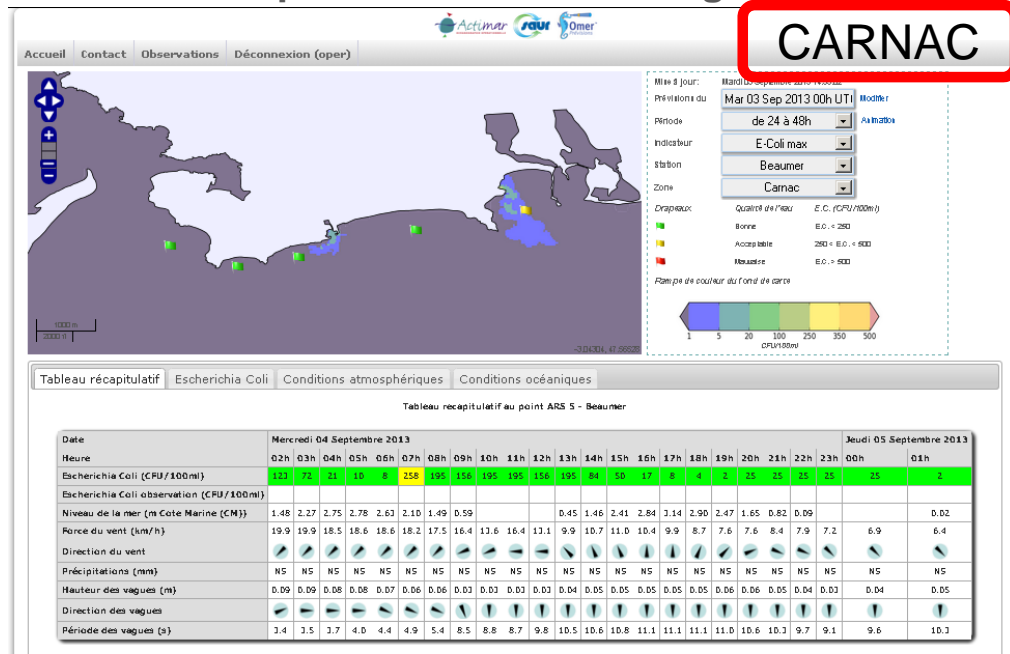 Actimar saur Omer Prévisions
CARNAC
Accueil Contact Observations Déconnexion (oper)
Mise à jour: Mardi 03 Septembre 2013
Prévisions du Mar 03 Sep 2013 00h UT Modifier
Période de 24 à 48h Animation
Indicateur E-Coli max
Station Beaumer
Zone Carnac
Drapeaux Qualité de l'eau E.C. (CFU/100ml)
Bonne E.C. < 250
Acceptable 250 < E.C. < 500
Mauvaise E.C. > 500
Rampe de couleur du fond de carte
1 5 20 100 250 350 500
CFU/100ml
1000 m
2000 ft
Tableau récapitulatif Escherichia Coli Conditions atmosphériques Conditions océaniques
Tableau recapitulatif au point ARS 5 - Beaumer
Date Mercredi 04 Septembre 2013 Jeudi 05 Septembre 2013
Heure 02h 03h 04h 05h 06h 07h 08h 09h 10h 11h 12h 13h 14h 15h 16h 17h 18h 19h 20h 21h 22h 23h 00h 01h
Escherichia Coli (CFU/100ml) 123 72 21 10 8 258 195 156 195 195 156 195 84 50 17 8 4 2 25 25 25 25 25 2
Escherichia Coli observation (CFU/100ml)
Niveau de la mer (m Cote Marine (CM)) 1.48 2.27 2.75 2.78 2.63 2.10 1.49 0.59 0.45 1.46 2.41 2.84 3.14 2.90 2.47 1.65 0.82 0.09 0.02
Force du vent (km/h) 19.9 19.9 18.5 18.6 18.6 18.2 17.5 16.4 13.6 16.4 13.1 9.9 10.7 11.0 10.4 9.9 8.7 7.6 7.6 8.4 7.9 7.2 6.9 6.4
Direction du vent
Précipitations (mm) NS NS NS NS NS NS NS NS NS NS NS NS NS NS NS NS NS NS NS NS NS NS NS NS
Hauteur des vagues (m) 0.09 0.09 0.08 0.08 0.07 0.06 0.06 0.03 0.03 0.03 0.03 0.04 0.05 0.05 0.05 0.05 0.05 0.06 0.06 0.05 0.04 0.03 0.04 0.05
Direction des vagues
Période des vagues (s) 3.4 3.5 3.7 4.0 4.4 4.9 5.4 8.5 8.8 8.7 9.8 10.5 10.6 10.8 11.1 11.1 11.1 11.0 10.6 10.3 9.7 9.1 9.6 10.3